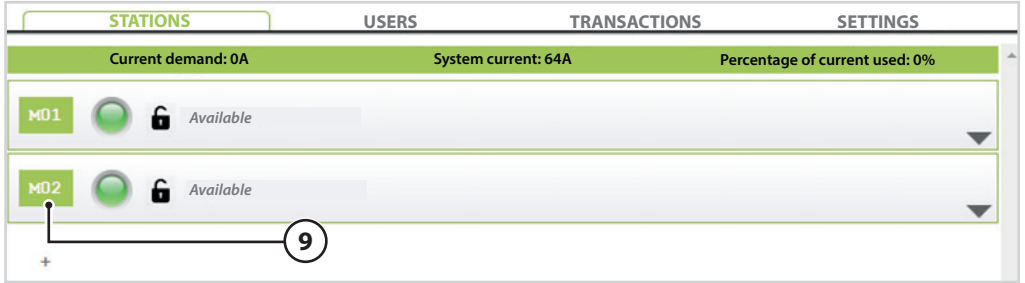 STATIONS USERS TRANSACTIONS SETTINGS
Current demand: 0A System current: 64A Percentage of current used: 0%
M01 Available
M02 Available
9
+